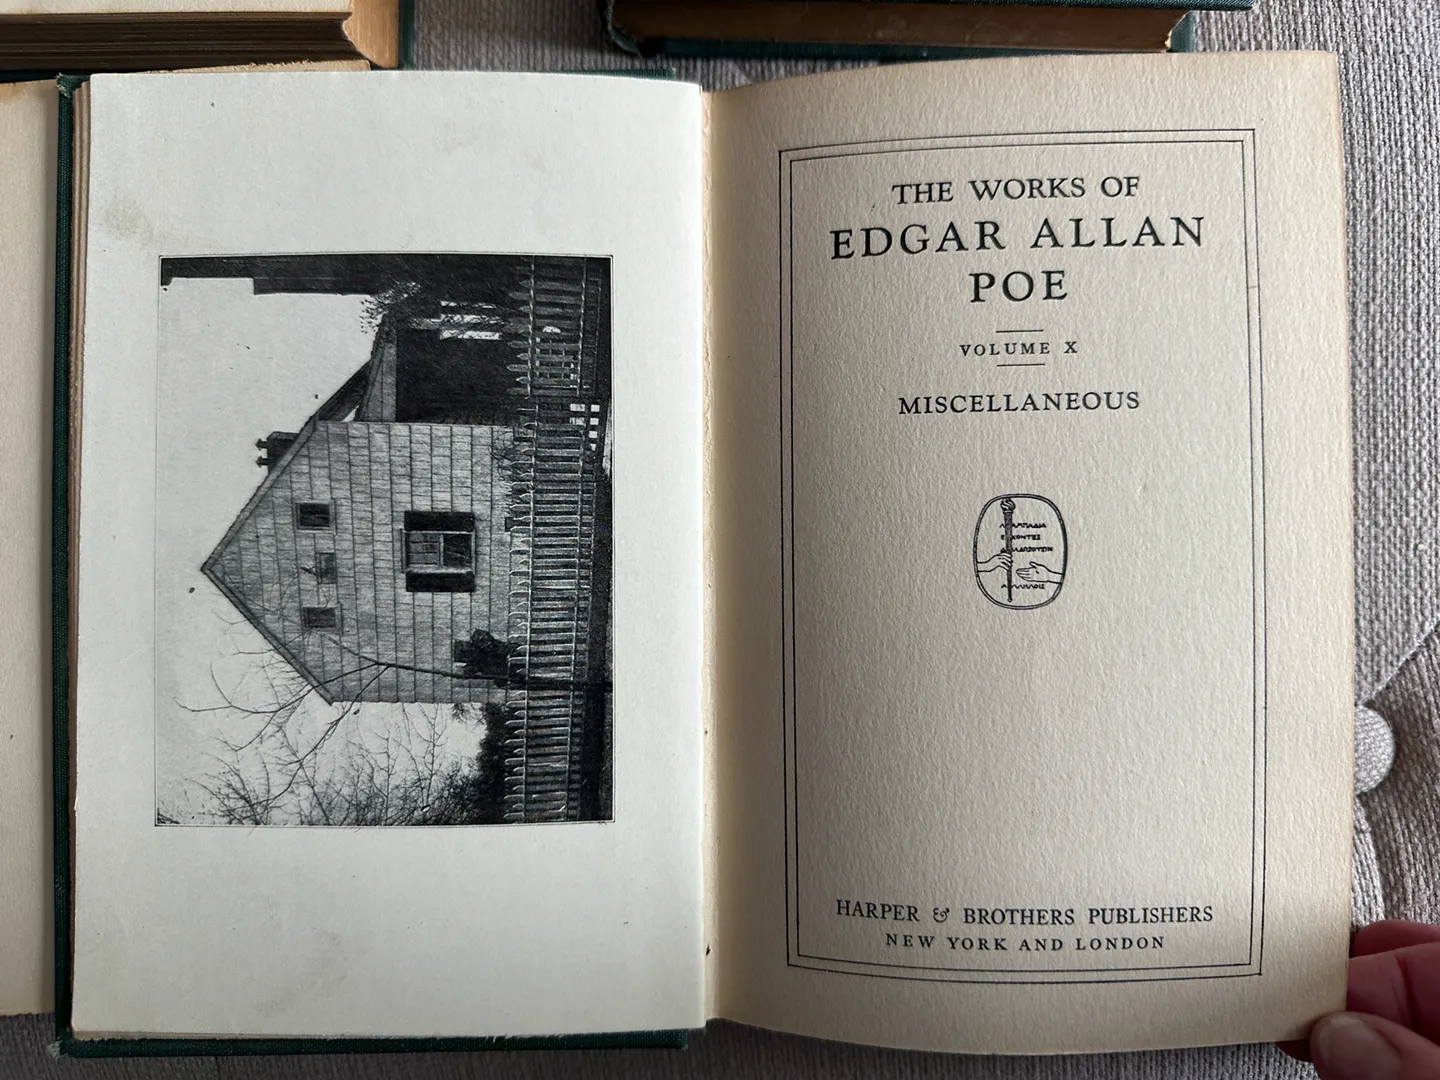 THE WORKS OF
EDGAR ALLAN
POE
VOLUME X
MISCELLANEOUS
HARPER & BROTHERS PUBLISHERS
NEW YORK AND LONDON